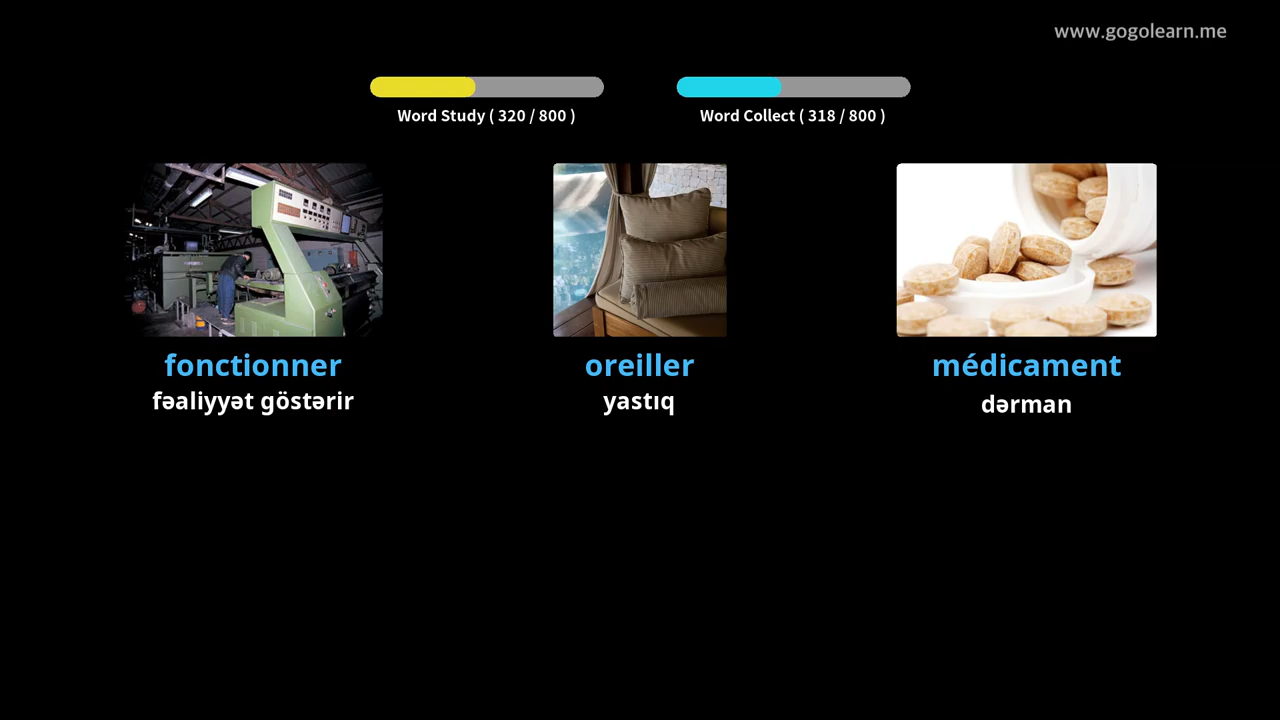 www.gogolearn.me
Word Study ( 320 / 800 )
Word Collect ( 318 / 800 )
fonctionner
fəaliyyət göstərir
oreiller
yastıq
médicament
dərman